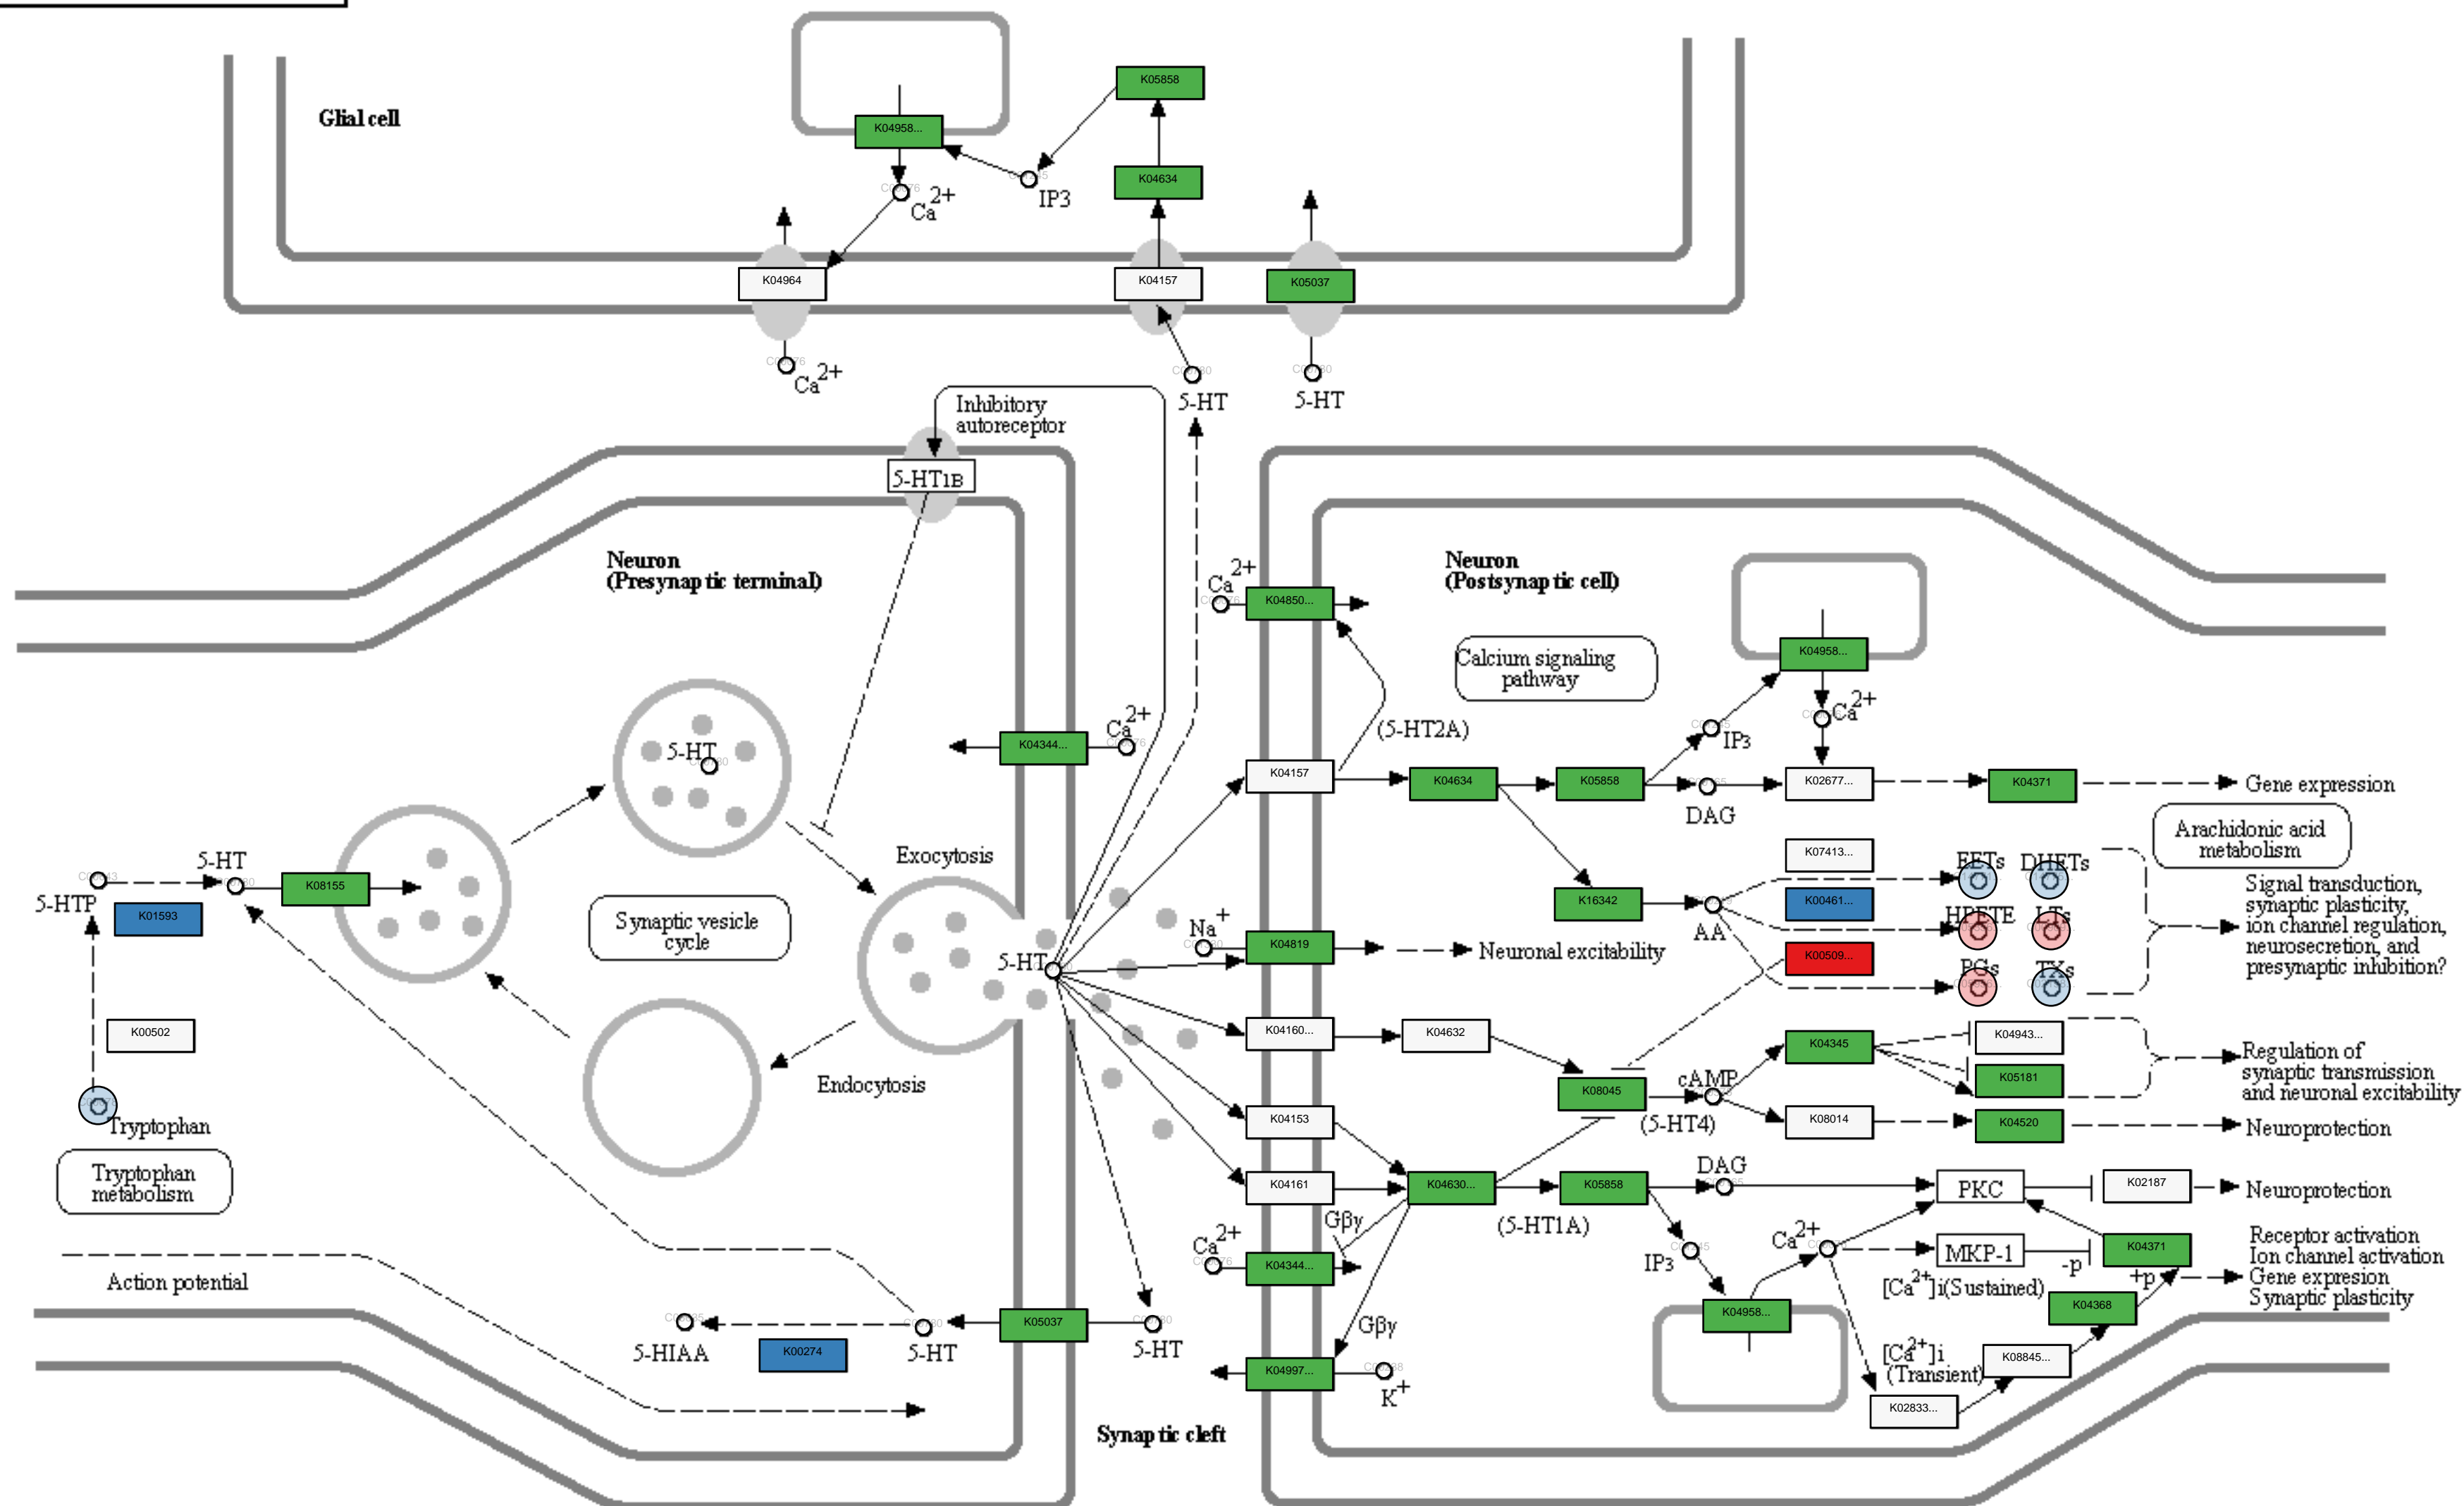 Glial cell
K05858
K04958...
K04634
IP3
Ca2+
K04964
K04157
K05037
Ca2+
5-HT
5-HT
Inhibitory
autoreceptor
5-HT1B
Neuron
(Presynaptic terminal)
Neuron
(Postsynaptic cell)
Ca2+
K04850...
Calcium signaling
pathway
K04958...
Ca2+
(5-HT2A)
IP3
5-HT
K04344...
Ca2+
K04157
K04634
K05858
DAG
K02677...
K04371
Gene expression
Arachidonic acid
metabolism
Exocytosis
K07413...
EETs
DHETs
5-HT
5-HTP
K08155
K01593
K16342
AA
K00461...
HPETE
LTs
Signal transduction,
synaptic plasticity,
ion channel regulation,
neurosecretion, and
presynaptic inhibition?
Synaptic vesicle
cycle
Na+
K04819
Neuronal excitability
K00509...
PGs
TXs
5-HT
K00502
K04160...
K04632
K04345
K04943...
K05181
Regulation of
synaptic transmission
and neuronal excitability
Endocytosis
K08045
cAMP
(5-HT4)
Tryptophan
K04153
K08014
K04520
Neuroprotection
Tryptophan
metabolism
K04161
K04630...
K05858
DAG
PKC
K02187
Neuroprotection
(5-HT1A)
Gβγ
Ca2+
K04344...
IP3
Ca2+
MKP-1
-p
K04371
+p
Receptor activation
Ion channel activation
Gene expresion
Synaptic plasticity
Action potential
[Ca2+]i(Sustained)
K04368
K04958...
5-HIAA
K00274
5-HT
K05037
5-HT
Gβγ
K04997...
K+
[Ca2+]i
(Transient)
K08845...
K02833...
Synaptic cleft